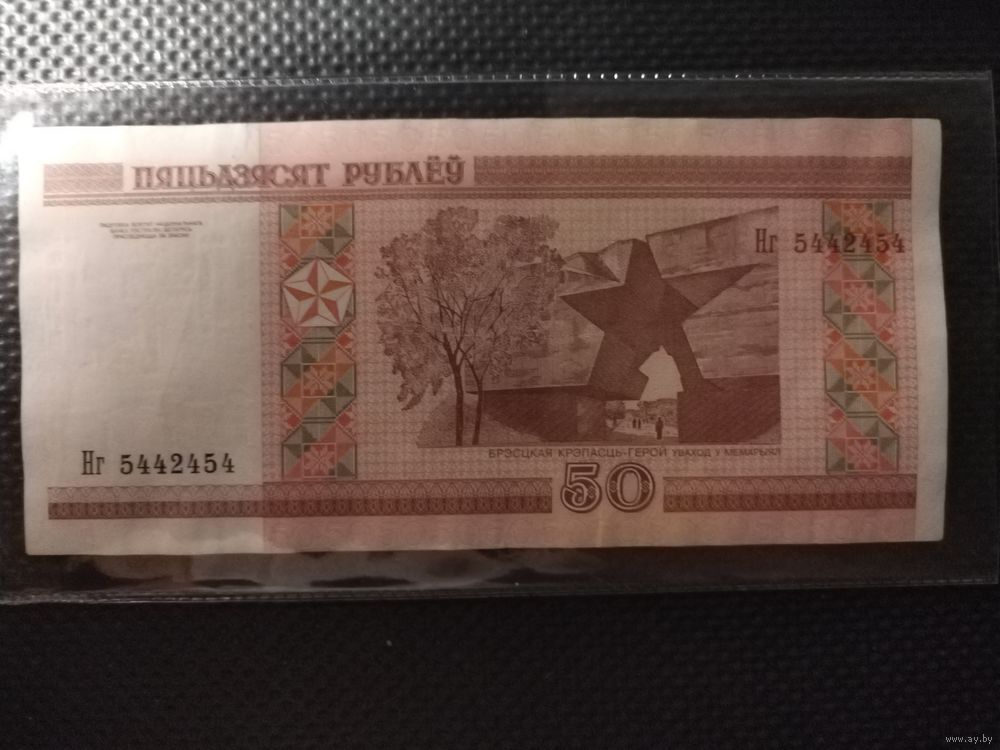 ПЯЦЬДЗЯСЯТ РУБЛЁЎ
Нг 5442454
Нг 5442454
БРЭСЦКАЯ КРЭПАСЦЬ-ГЕРОЙ УВАХОД У МЕМАРЫЯЛ
50
www.ay.by